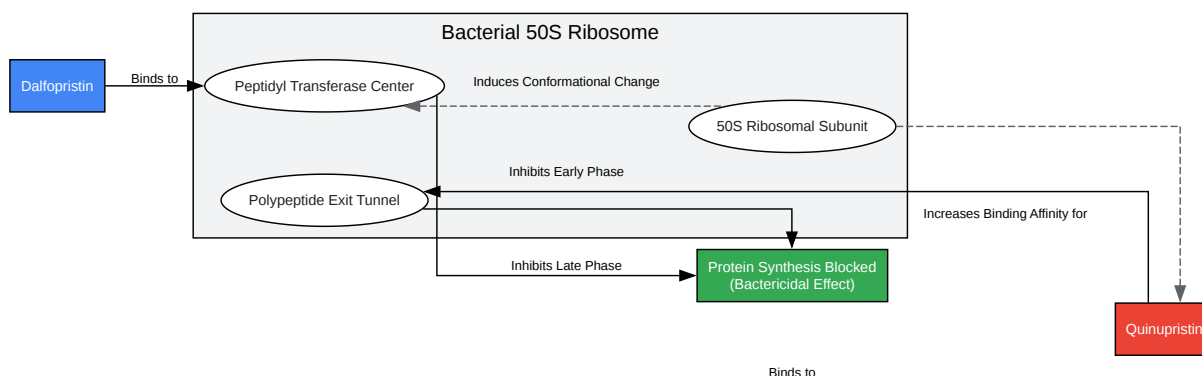 Bacterial 50S Ribosome
Dalfopristin
Binds to
Peptidyl Transferase Center
Induces Conformational Change
50S Ribosomal Subunit
Inhibits Early Phase
Polypeptide Exit Tunnel
Increases Binding Affinity for
Inhibits Late Phase
Protein Synthesis Blocked
(Bactericidal Effect)
Quinupristin
Binds to